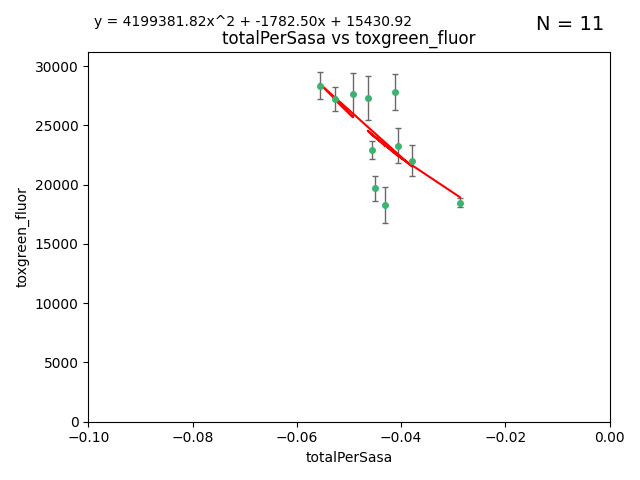 y = 4199381.82x^2 + -1782.50x + 15430.92
N = 11
totalPerSasa vs toxgreen_fluor
30000
25000
20000
15000
10000
5000
0
toxgreen_fluor
−0.10
−0.08
−0.06
−0.04
−0.02
0.00
totalPerSasa